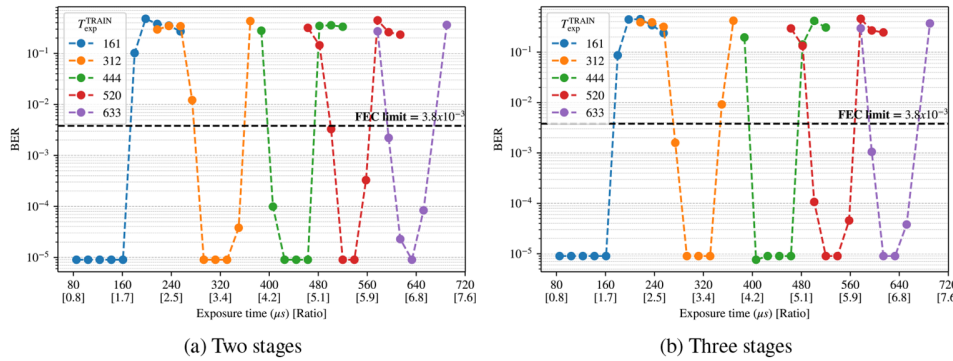 T_exp^TRAIN
161
312
444
520
633
FEC limit = 3.8x10^-3
BER
10^-1
10^-2
10^-3
10^-4
10^-5
80 160 240 320 400 480 560 640 720
[0.8] [1.7] [2.5] [3.4] [4.2] [5.1] [5.9] [6.8] [7.6]
Exposure time (μs) [Ratio]
(a) Two stages
T_exp^TRAIN
161
312
444
520
633
FEC limit = 3.8x10^-3
BER
10^-1
10^-2
10^-3
10^-4
10^-5
80 160 240 320 400 480 560 640 720
[0.8] [1.7] [2.5] [3.4] [4.2] [5.1] [5.9] [6.8] [7.6]
Exposure time (μs) [Ratio]
(b) Three stages